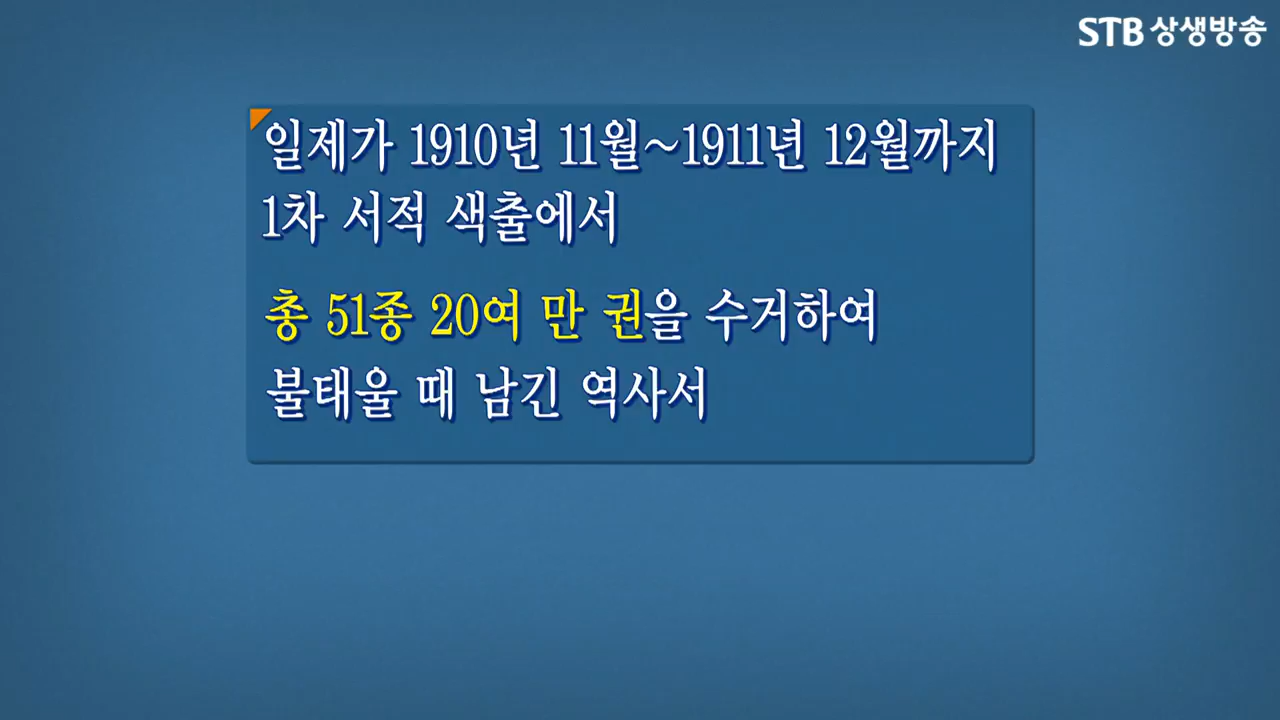 STB 상생방송
일제가 1910년 11월~1911년 12월까지
1차 서적 색출에서
총 51종 20여 만 권을 수거하여
불태울 때 남긴 역사서